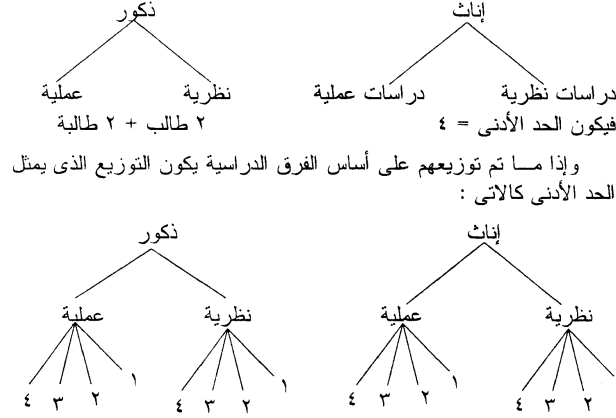 إناث ذكور
دراسات نظرية دراسات عملية نظرية عملية
فيكون الحد الأدنى = ٤ ٢ طالب + ٢ طالبة
وإذا مــا تم توزيعهم على أساس الفرق الدراسية يكون التوزيع الذى يمثل
الحد الأدنى كالاتى :
إناث ذكور
نظرية عملية نظرية عملية
٢ ٣ ٤ ١ ٢ ٣ ٤ ١ ٢ ٣ ٤ ١ ٢ ٣ ٤